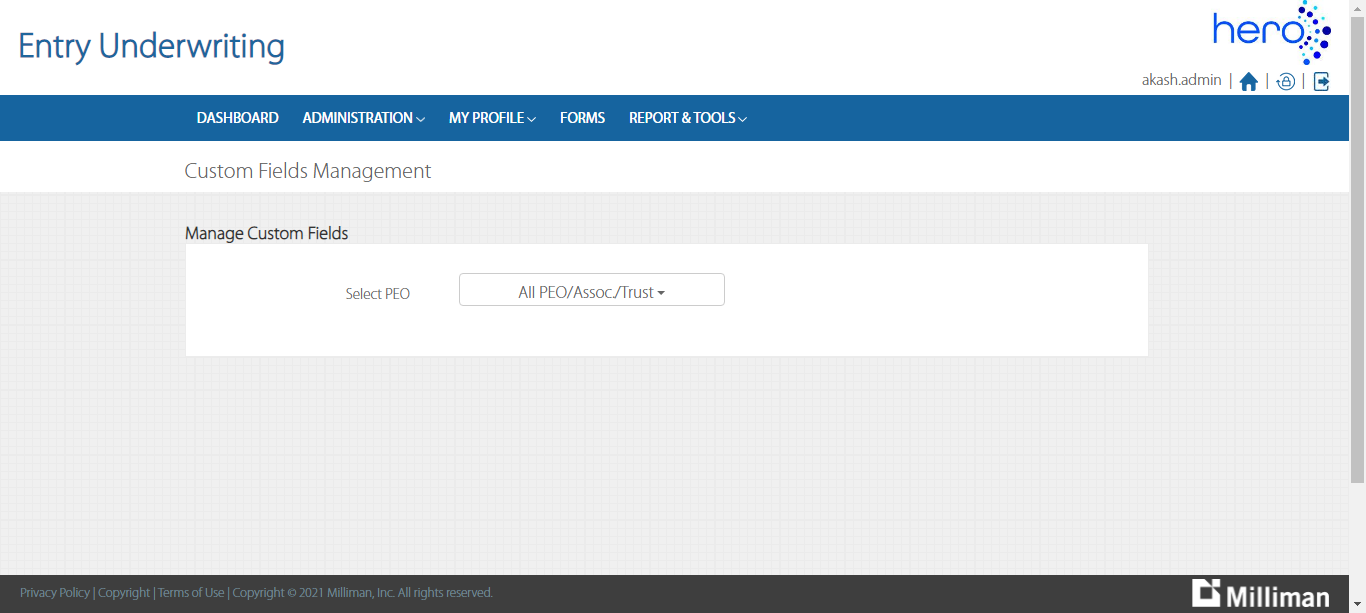 Entry Underwriting
hero
akash.admin | | |
DASHBOARD ADMINISTRATION MY PROFILE FORMS REPORT & TOOLS
Custom Fields Management
Manage Custom Fields
Select PEO All PEO/Assoc./Trust
Privacy Policy | Copyright | Terms of Use | Copyright © 2021 Milliman, Inc. All rights reserved.
Milliman